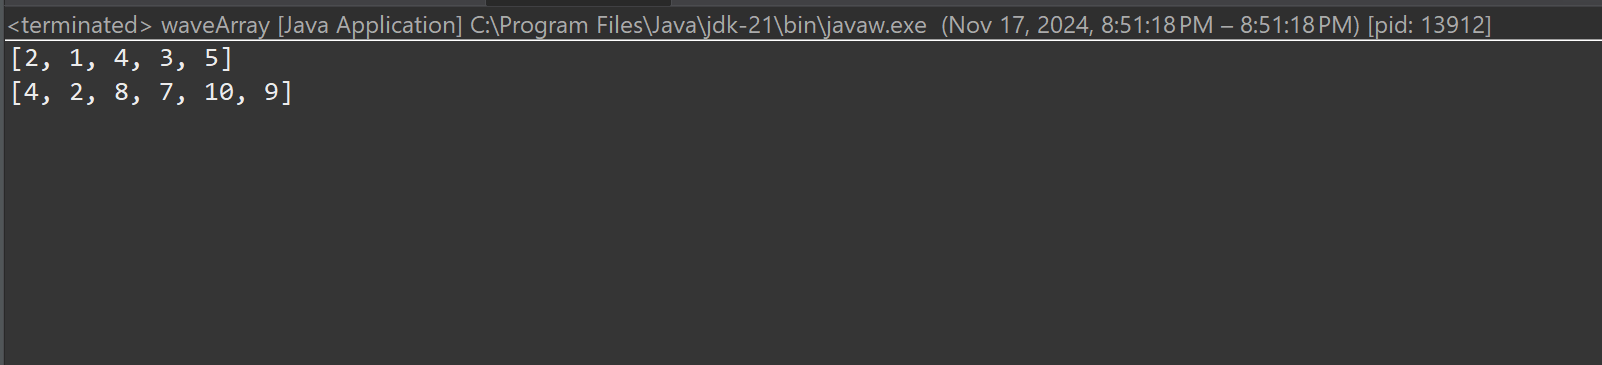 <terminated> waveArray [Java Application] C:\Program Files\Java\jdk-21\bin\javaw.exe (Nov 17, 2024, 8:51:18 PM – 8:51:18 PM) [pid: 13912]
[2, 1, 4, 3, 5]
[4, 2, 8, 7, 10, 9]